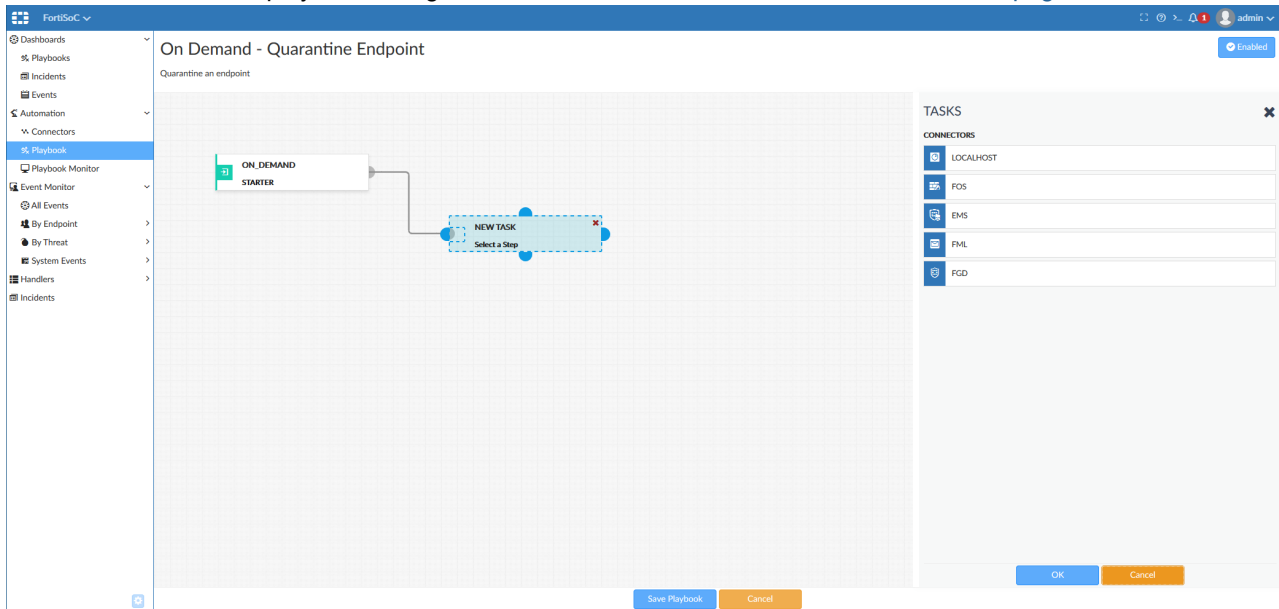 FortiSoC
1
admin
Dashboards
Playbooks
Incidents
Events
Automation
Connectors
Playbook
Playbook Monitor
Event Monitor
All Events
By Endpoint
By Threat
System Events
Handlers
Incidents
On Demand - Quarantine Endpoint
Enabled
Quarantine an endpoint
ON_DEMAND
STARTER
NEW TASK
Select a Step
TASKS
CONNECTORS
LOCALHOST
FOS
EMS
FML
FGD
OK
Cancel
Save Playbook
Cancel